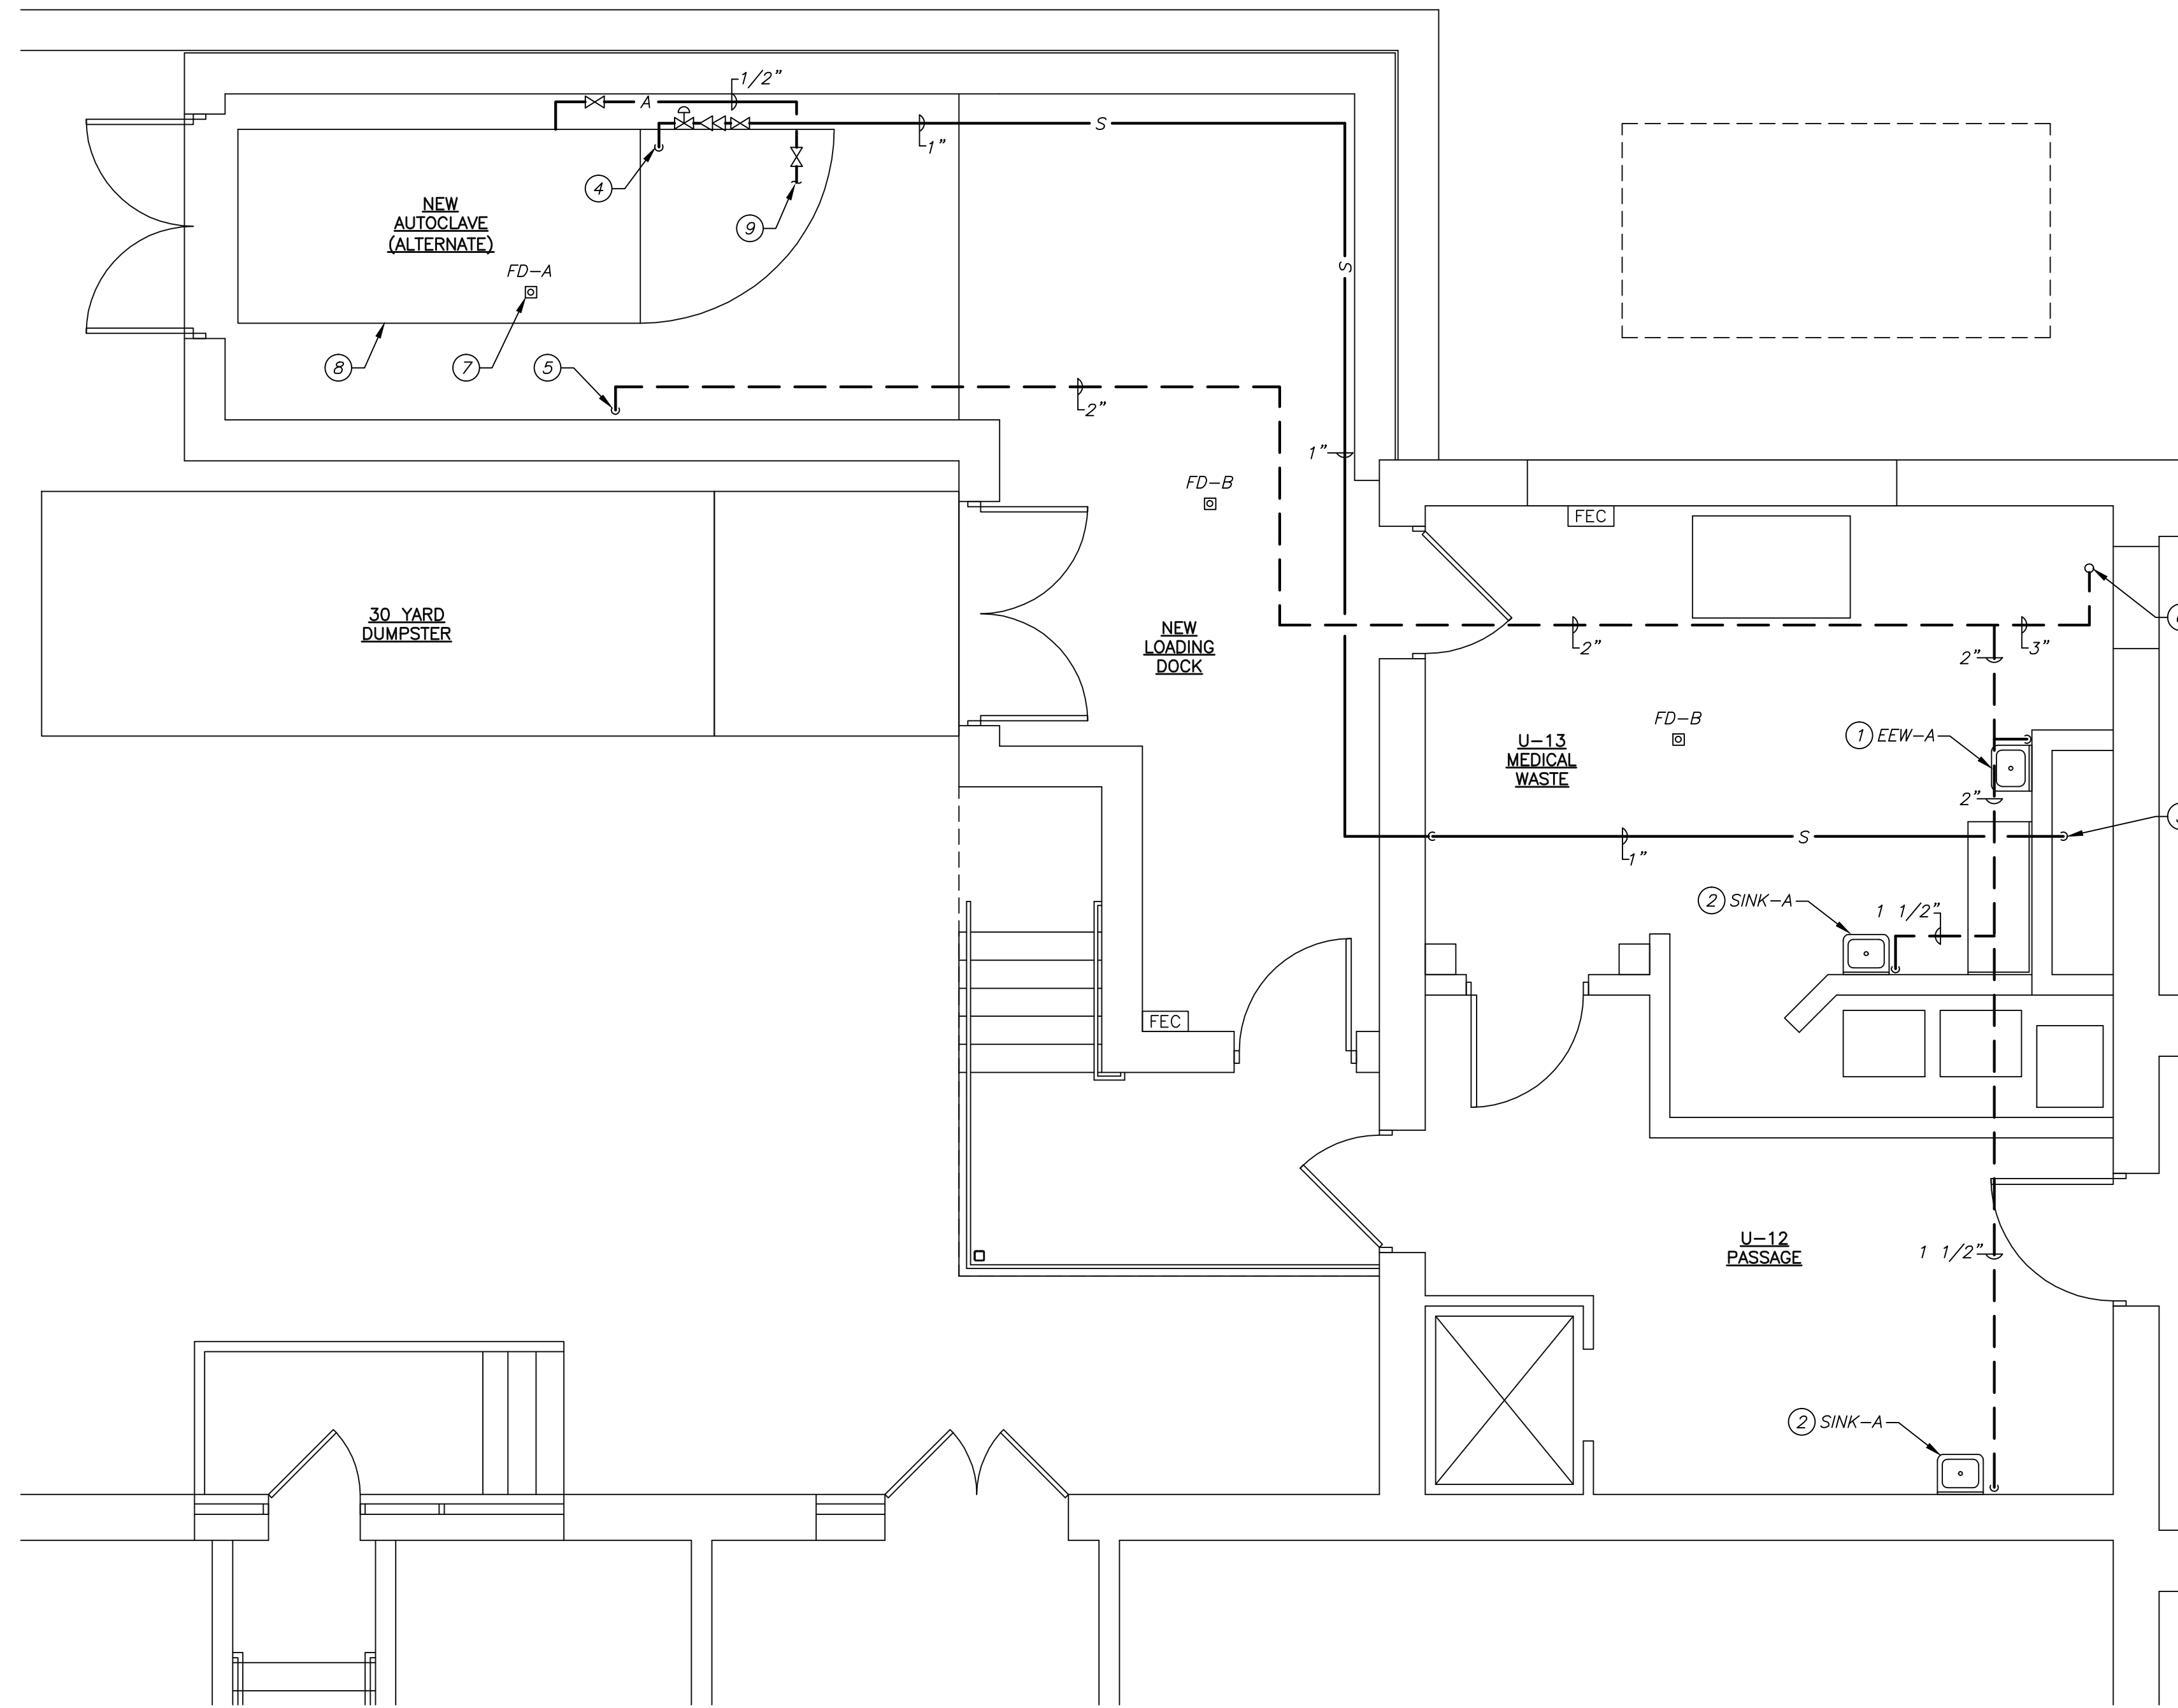 1/2"
A
S
1"
4
NEW
AUTOCLAVE
(ALTERNATE)
9
S
FD-A
8
7
5
2"
1"
FD-B
FEC
30 YARD
DUMPSTER
NEW
LOADING
DOCK
2"
2"
3"
FD-B
1 EEW-A
U-13
MEDICAL
WASTE
2"
S
1"
2 SINK-A
1 1/2"
FEC
U-12
PASSAGE
1 1/2"
2 SINK-A